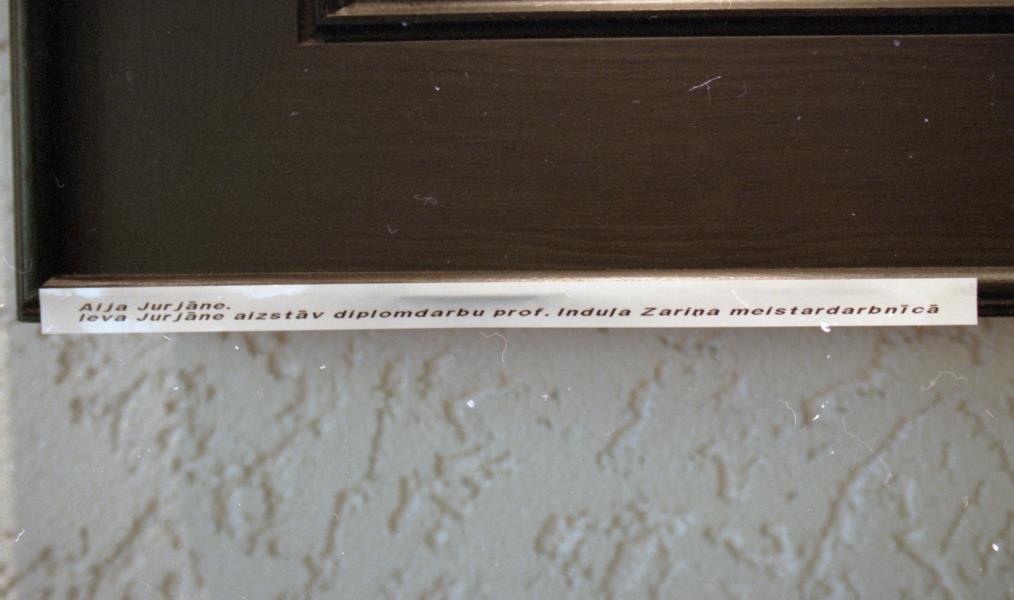 Aija Jurjāne.
Ieva Jurjāne aizstāv diplomdarbu prof. Induļa Zariņa meistardarbnīcā